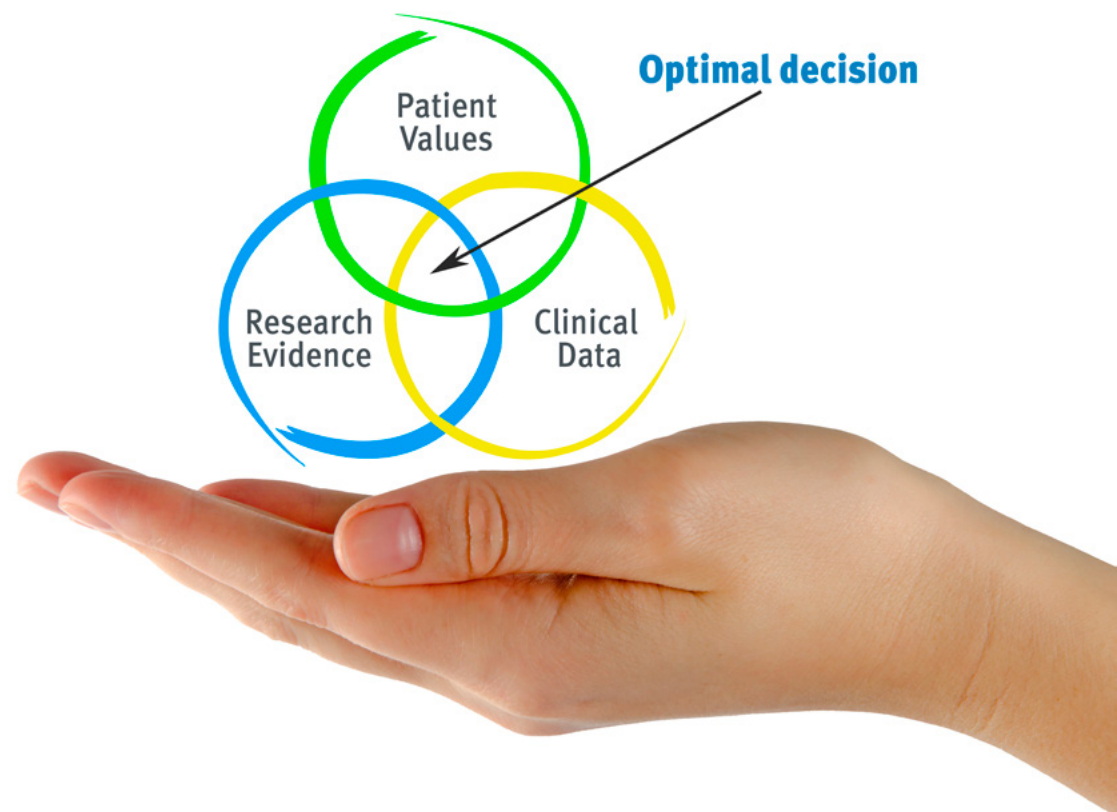 Optimal decision
Patient
Values
Research
Evidence
Clinical
Data